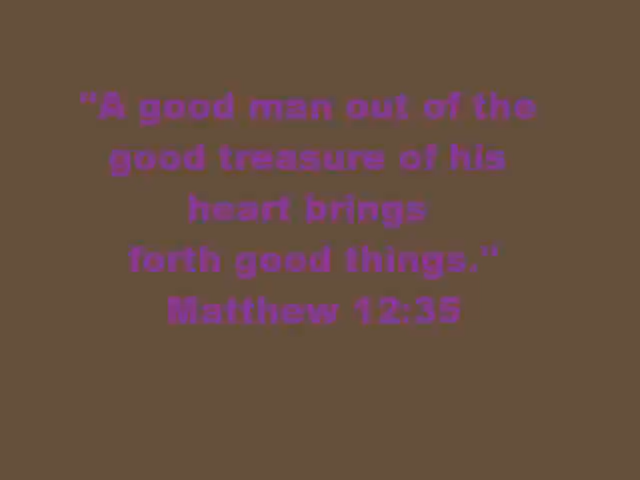 "A good man out of the
good treasure of his
heart brings
forth good things."
Matthew 12:35